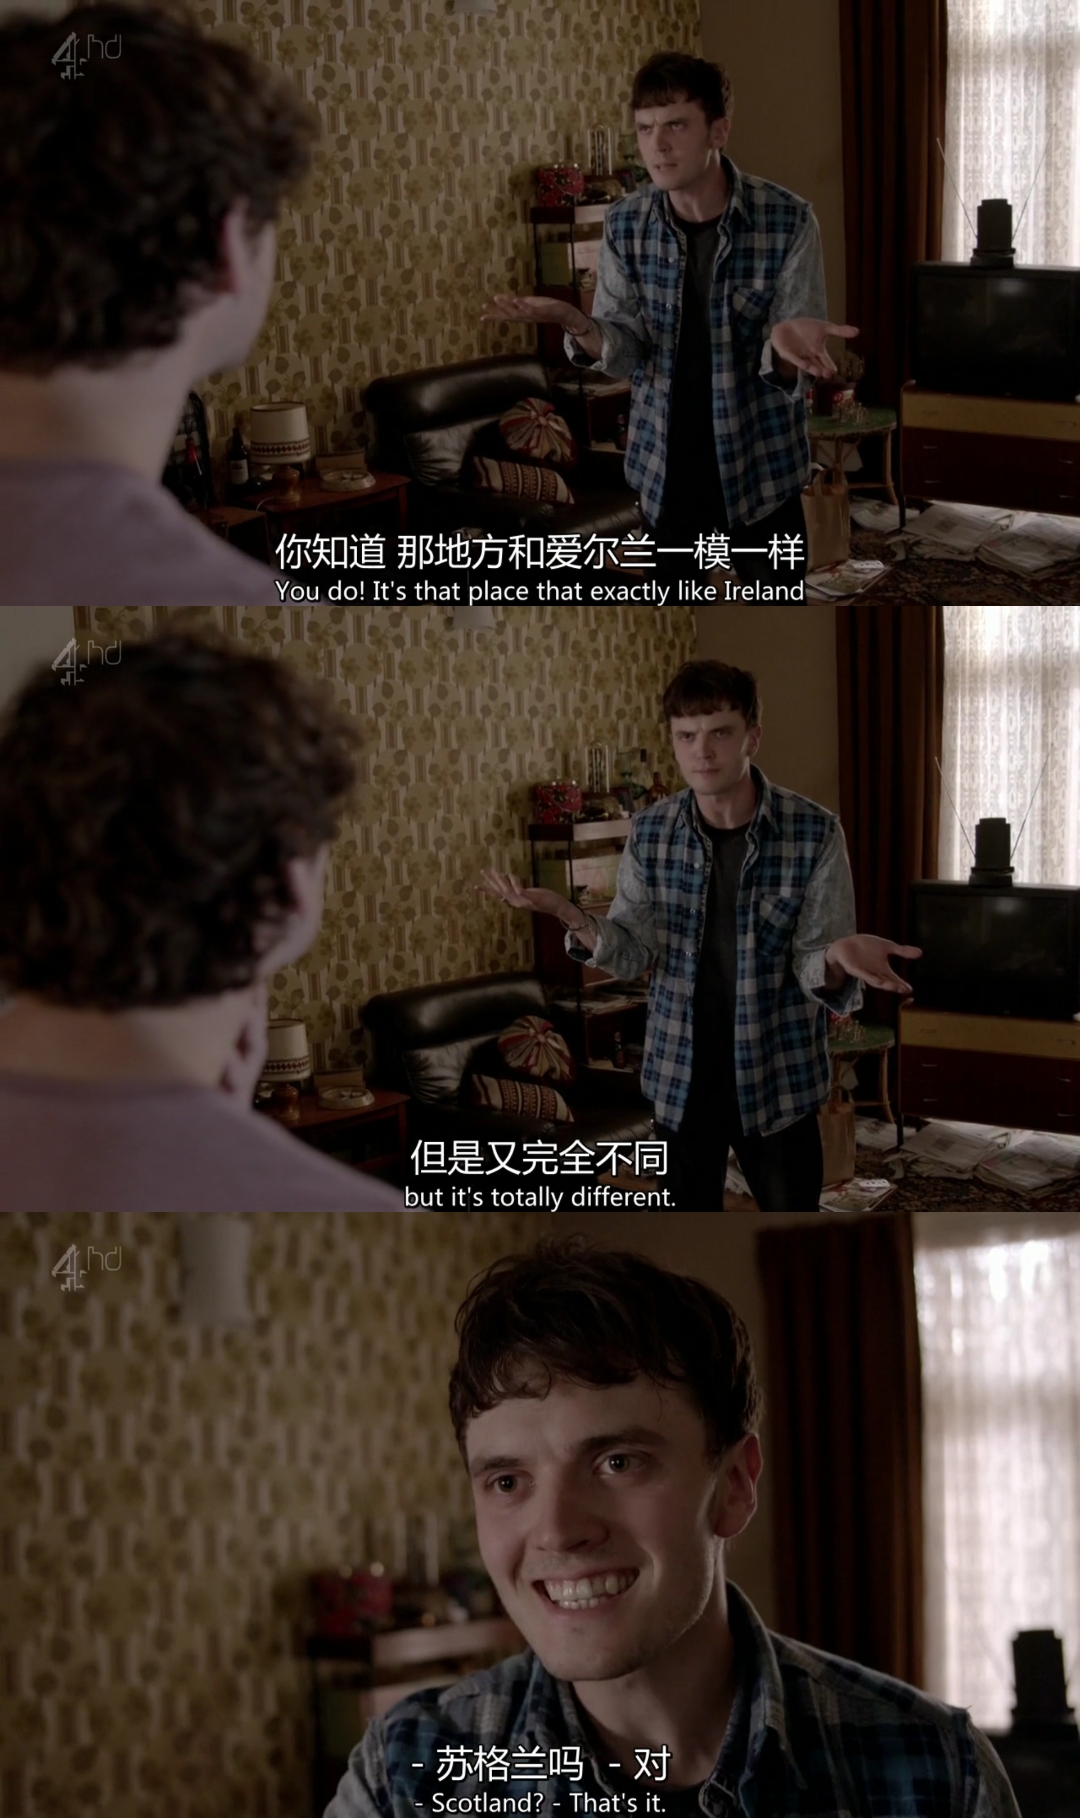 4hd
你知道 那地方和爱尔兰一模一样
You do! It's that place that exactly like Ireland
4hd
但是又完全不同
but it's totally different.
4hd
- 苏格兰吗 - 对
- Scotland? - That's it.